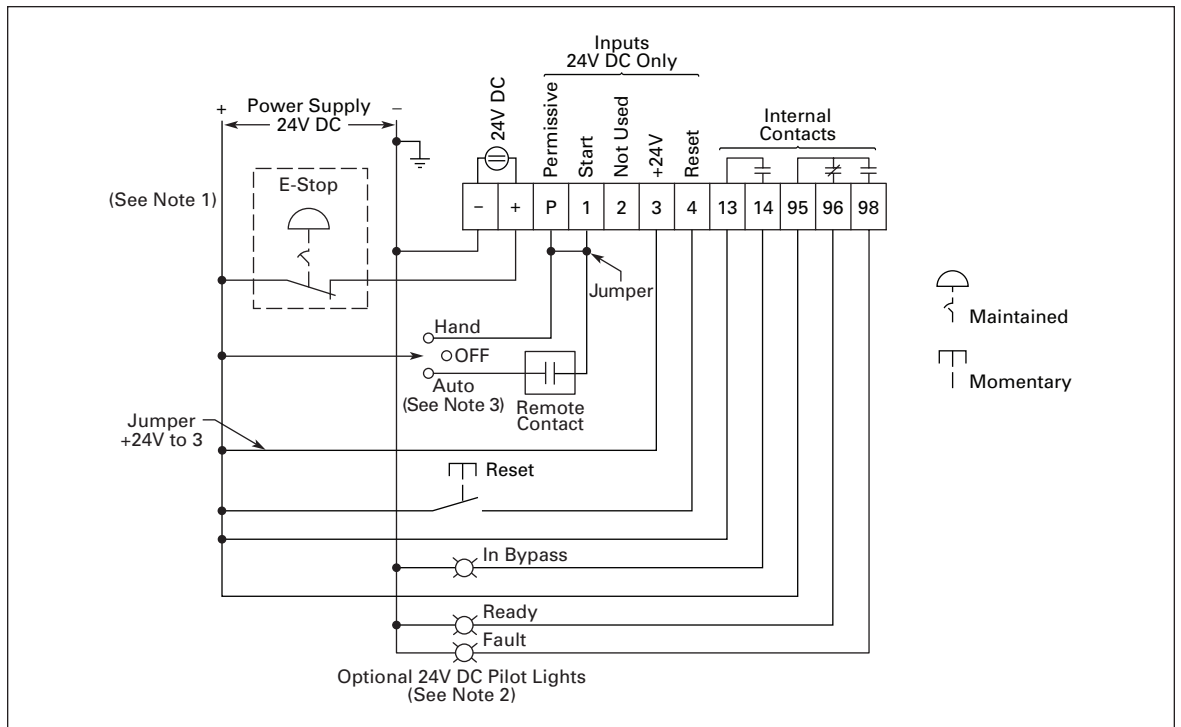 Inputs
24V DC Only
+
Power Supply
–
24V DC
24V DC
Permissive
Start
Not Used
+24V
Reset
Internal
Contacts
(See Note 1)
E-Stop
– + P 1 2 3 4 13 14 95 96 98
Jumper
Maintained
Momentary
Hand
OFF
Auto
(See Note 3)
Remote
Contact
Jumper
+24V to 3
Reset
In Bypass
Ready
Fault
Optional 24V DC Pilot Lights
(See Note 2)